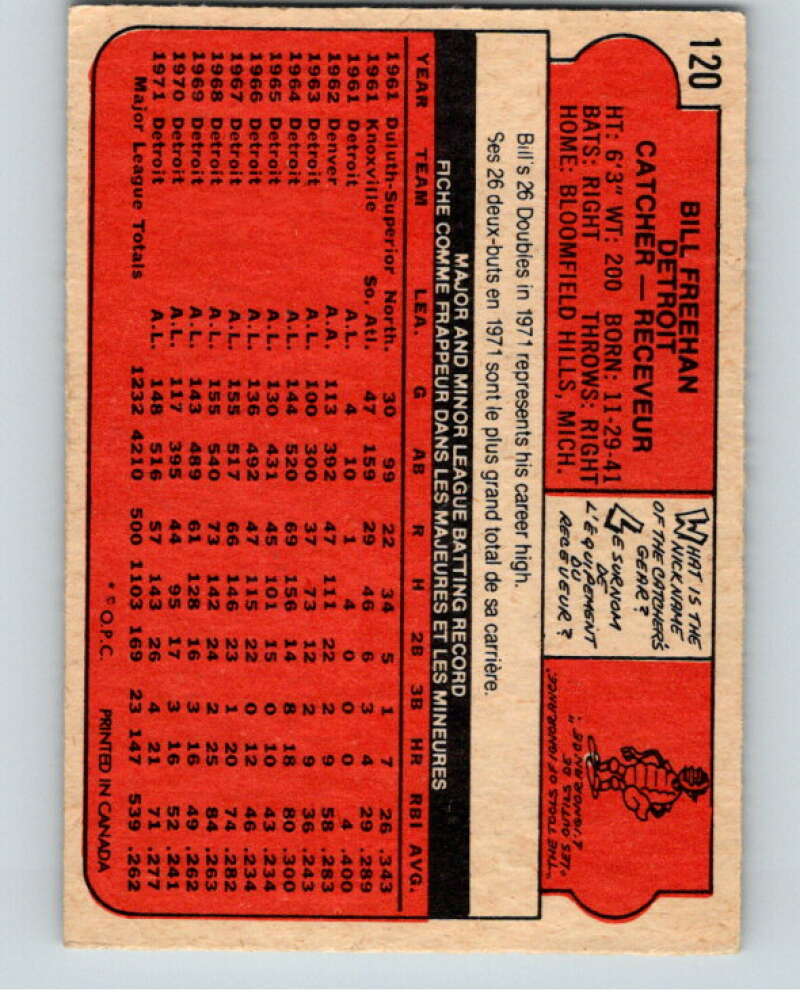 120
BILL FREEHAN
DETROIT
CATCHER — RECEVEUR
HT: 6'3" WT: 200 BORN: 11-29-41
BATS: RIGHT THROWS: RIGHT
HOME: BLOOMFIELD HILLS, MICH.
WHAT IS THE
NICKNAME
OF THE CATCHER'S
GEAR?
LE SURNOM
DE
L'EQUIPEMENT
DU
RECEVEUR?
"THE TOOLS OF IGNORANCE."
"LES OUTILS DE
L'IGNORANCE."
Bill's 26 Doubles in 1971 represents his career high.
Ses 26 deux-buts en 1971 sont le plus grand total de sa carrière.
MAJOR AND MINOR LEAGUE BATTING RECORD
FICHE COMME FRAPPEUR DANS LES MAJEURES ET LES MINEURES
YEAR TEAM LEA. G AB R H 2B 3B HR RBI AVG.
1961 Duluth-Superior North. 30 99 22 34 5 1 7 26 .343
1961 Knoxville So. Atl. 47 159 29 46 6 3 4 29 .289
1961 Detroit A.L. 4 10 1 4 0 0 0 4 .400
1962 Denver A.A. 113 392 47 111 22 2 9 58 .283
1963 Detroit A.L. 100 300 37 73 12 2 9 36 .243
1964 Detroit A.L. 144 520 69 156 14 8 18 80 .300
1965 Detroit A.L. 130 431 45 101 15 0 10 43 .234
1966 Detroit A.L. 136 492 47 115 22 0 12 46 .234
1967 Detroit A.L. 155 517 66 146 23 1 20 74 .282
1968 Detroit A.L. 155 540 73 142 24 2 25 84 .263
1969 Detroit A.L. 143 489 61 128 16 3 16 49 .262
1970 Detroit A.L. 117 395 44 95 17 3 16 52 .241
1971 Detroit A.L. 148 516 57 143 26 4 21 71 .277
Major League Totals 1232 4210 500 1103 169 23 147 539 .262
* © O.P.C. PRINTED IN CANADA